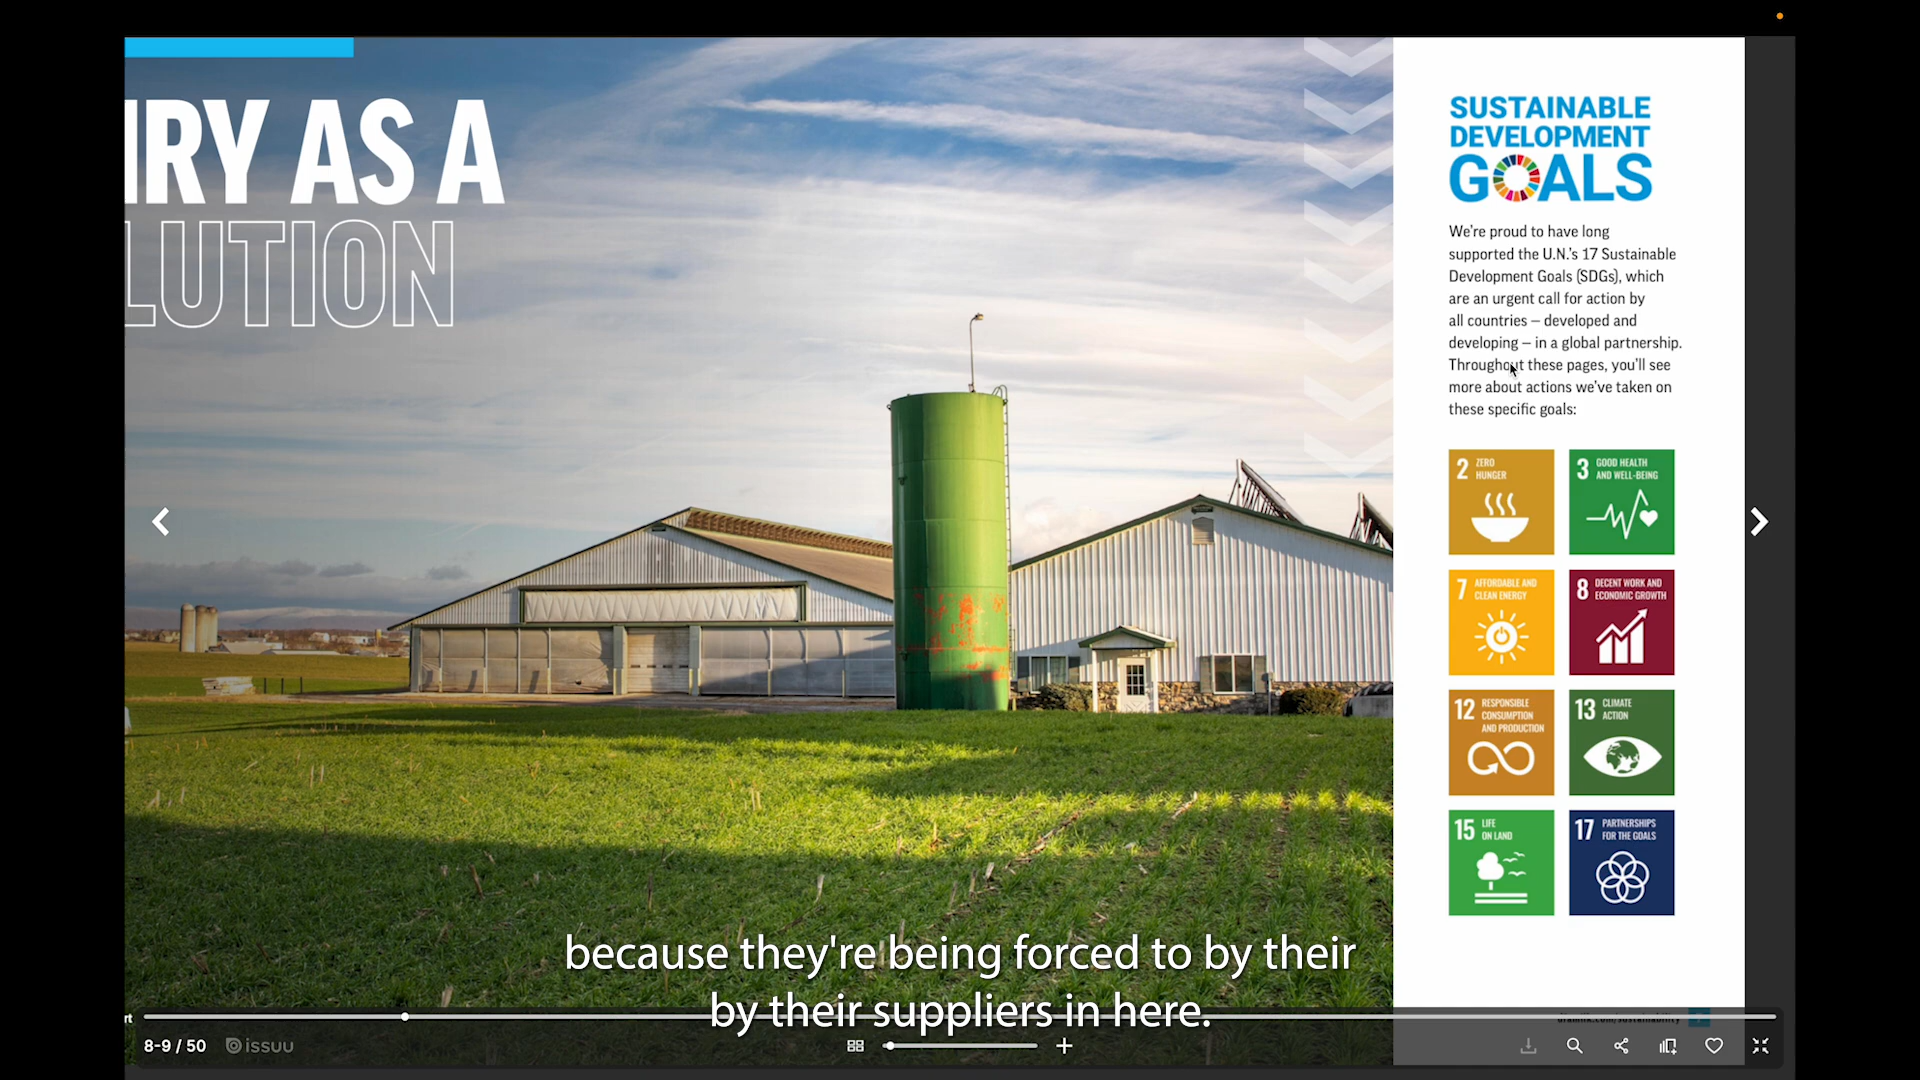 IRY AS A
LUTION
SUSTAINABLE
DEVELOPMENT
GOALS
We're proud to have long
supported the U.N.'s 17 Sustainable
Development Goals (SDGs), which
are an urgent call for action by
all countries – developed and
developing – in a global partnership.
Throughout these pages, you'll see
more about actions we've taken on
these specific goals:
2 ZERO
HUNGER
3 GOOD HEALTH
AND WELL-BEING
7 AFFORDABLE AND
CLEAN ENERGY
8 DECENT WORK AND
ECONOMIC GROWTH
12 RESPONSIBLE
CONSUMPTION
AND PRODUCTION
13 CLIMATE
ACTION
15 LIFE
ON LAND
17 PARTNERSHIPS
FOR THE GOALS
because they're being forced to by their
by their suppliers in here.
rt
8-9 / 50
issuu